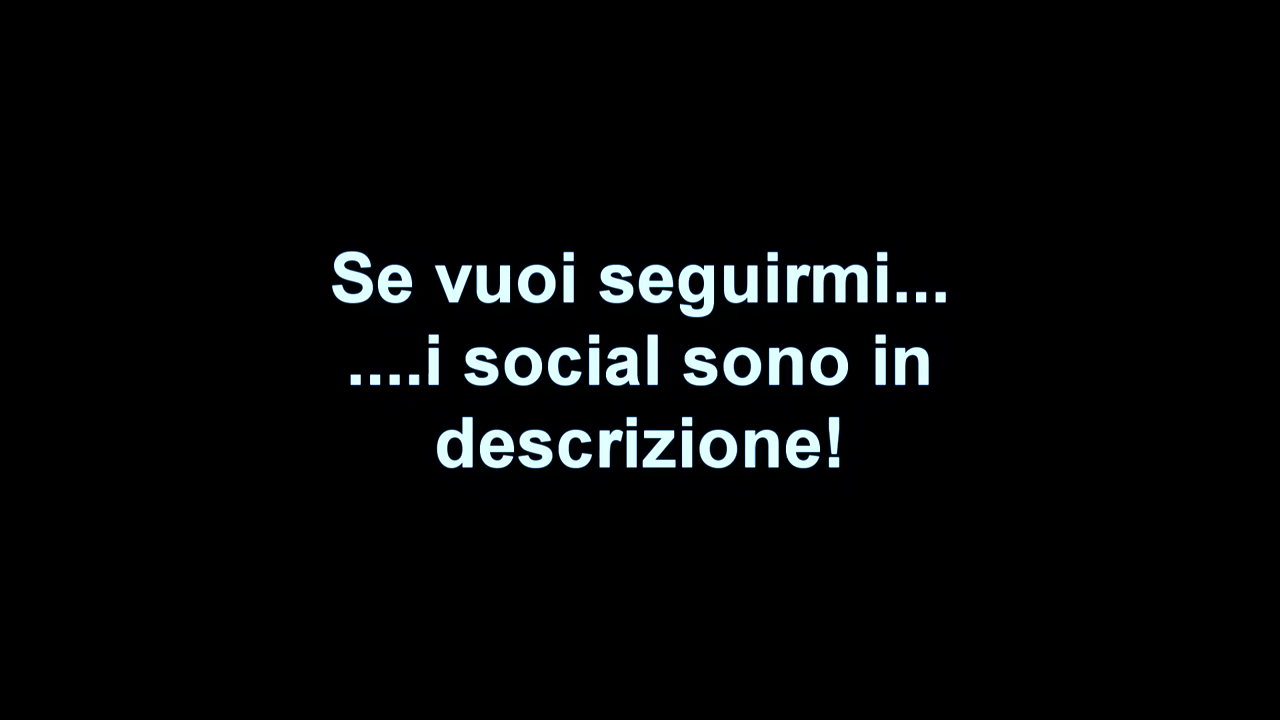 Se vuoi seguirmi...
....i social sono in
descrizione!